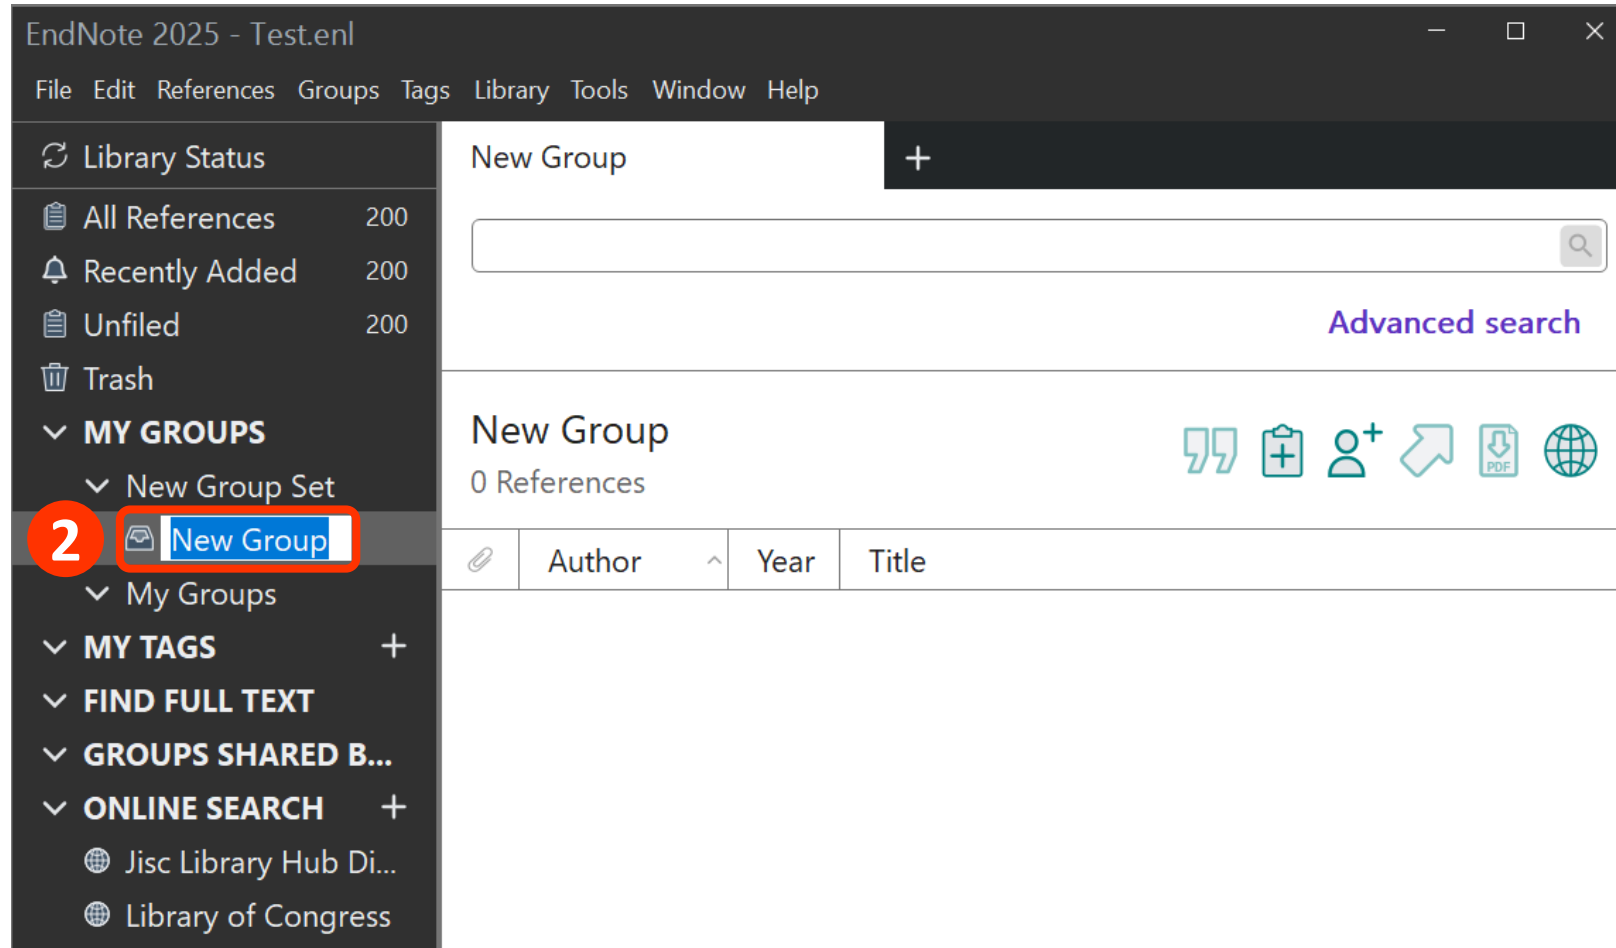 EndNote 2025 - Test.enl
File Edit References Groups Tags Library Tools Window Help
Library Status
All References 200
Recently Added 200
Unfiled 200
Trash
MY GROUPS
New Group Set
2 New Group
My Groups
MY TAGS +
FIND FULL TEXT
GROUPS SHARED B...
ONLINE SEARCH +
Jisc Library Hub Di...
Library of Congress
New Group +
Advanced search
New Group
0 References
PDF
Author Year Title